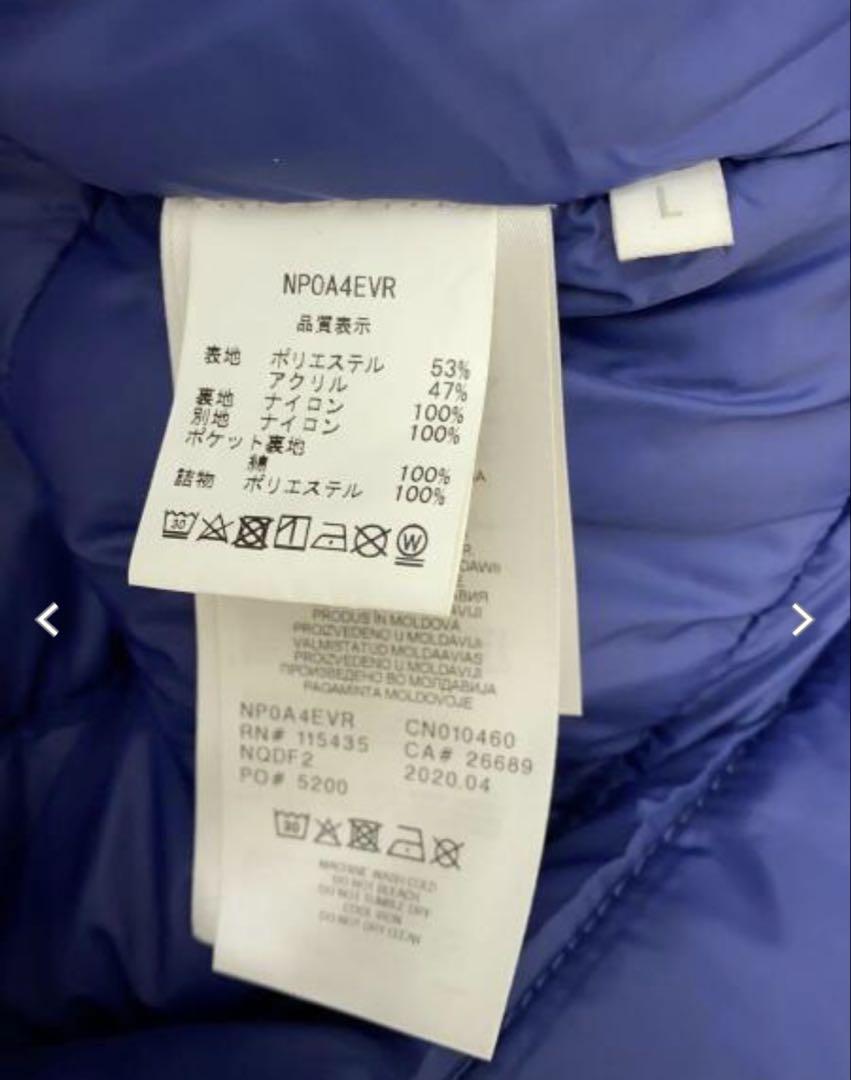 L
NP0A4EVR
品質表示
表地 ポリエステル 53%
アクリル 47%
裏地 ナイロン 100%
別地 ナイロン 100%
ポケット裏地
綿 100%
詰物 ポリエステル 100%
30
W
PRODUS ÎN MOLDOVA
PROIZVEDENO U MOLDAVIJI
VALMISTATUD MOLDAAVIAS
PROIZVEDENO U MOLDAVIJI
ПРОИЗВЕДЕНО ВО МОЛДАВИЈА
PAGAMINTA MOLDOVOJE
NP0A4EVR CN010460
RN# 115435 CA# 26689
NQDF2 2020.04
PO# 5200
30
MACHINE WASH COLD
DO NOT BLEACH
DO NOT TUMBLE DRY
COOL IRON
DO NOT DRY CLEAN